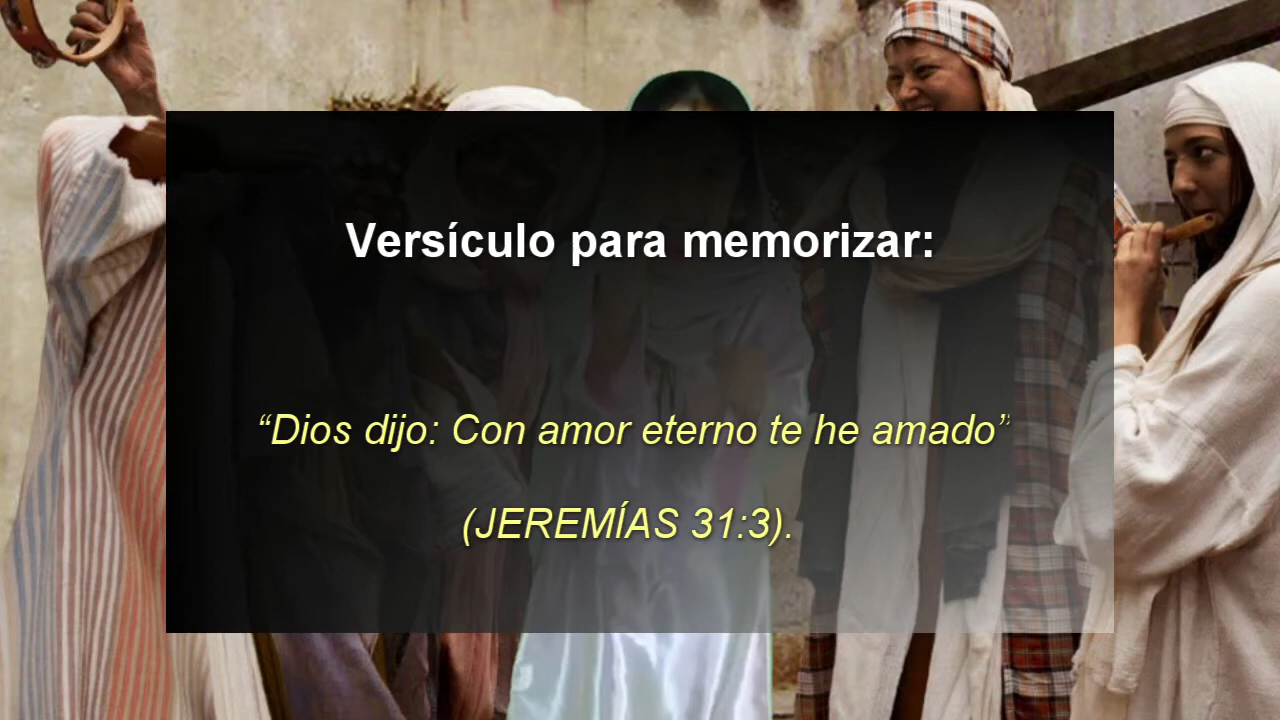 Versículo para memorizar:
“Dios dijo: Con amor eterno te he amado”
(JEREMÍAS 31:3).